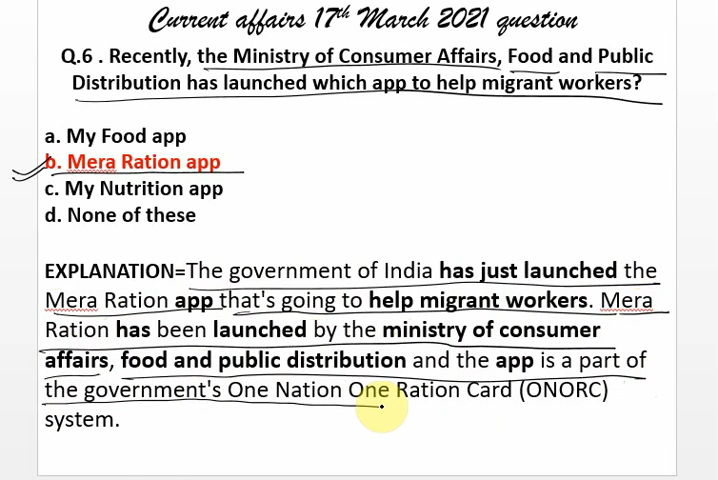 Current affairs 17th March 2021 question
Q.6 . Recently, the Ministry of Consumer Affairs, Food and Public
Distribution has launched which app to help migrant workers?
a. My Food app
b. Mera Ration app
c. My Nutrition app
d. None of these
EXPLANATION=The government of India has just launched the
Mera Ration app that's going to help migrant workers. Mera
Ration has been launched by the ministry of consumer
affairs, food and public distribution and the app is a part of
the government's One Nation One Ration Card (ONORC)
system.